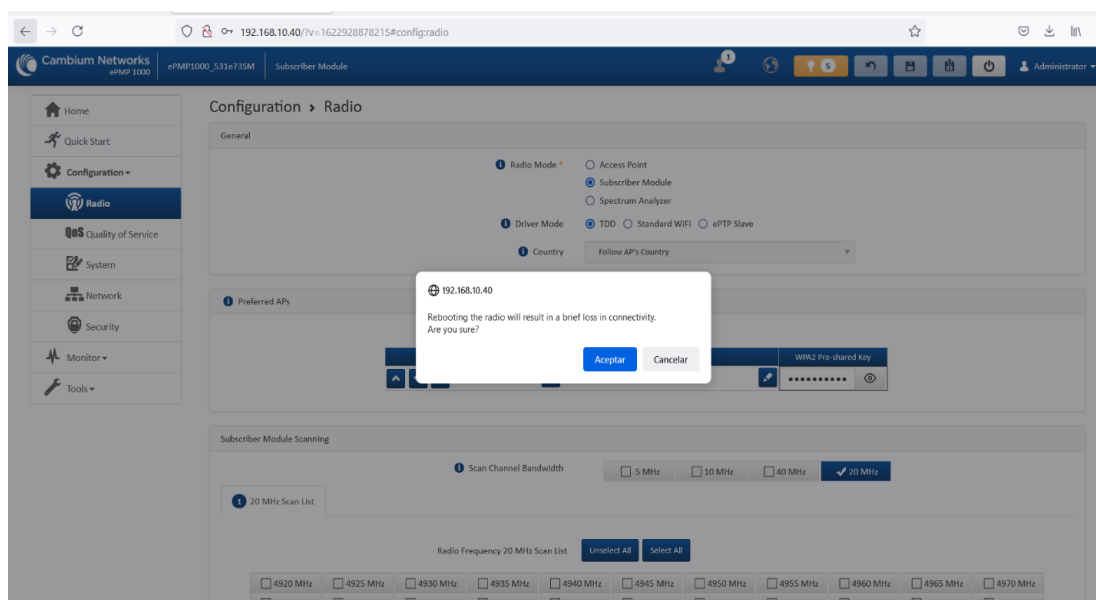 192.168.10.40/?v=1622928878215#config:radio
Cambium Networks
ePMP 1000
ePMP1000_531e73SM
Subscriber Module
1
5
Administrator
Home
Quick Start
Configuration
Radio
QoS Quality of Service
System
Network
Security
Monitor
Tools
Configuration › Radio
General
Radio Mode *
Access Point
Subscriber Module
Spectrum Analyzer
Driver Mode
TDD
Standard WiFi
ePTP Slave
Country
Follow AP's Country
Preferred APs
192.168.10.40
Rebooting the radio will result in a brief loss in connectivity.
Are you sure?
Aceptar
Cancelar
WPA2 Pre-shared Key
Subscriber Module Scanning
Scan Channel Bandwidth
5 MHz
10 MHz
40 MHz
20 MHz
1 20 MHz Scan List
Radio Frequency 20 MHz Scan List
Unselect All
Select All
4920 MHz
4925 MHz
4930 MHz
4935 MHz
4940 MHz
4945 MHz
4950 MHz
4955 MHz
4960 MHz
4965 MHz
4970 MHz